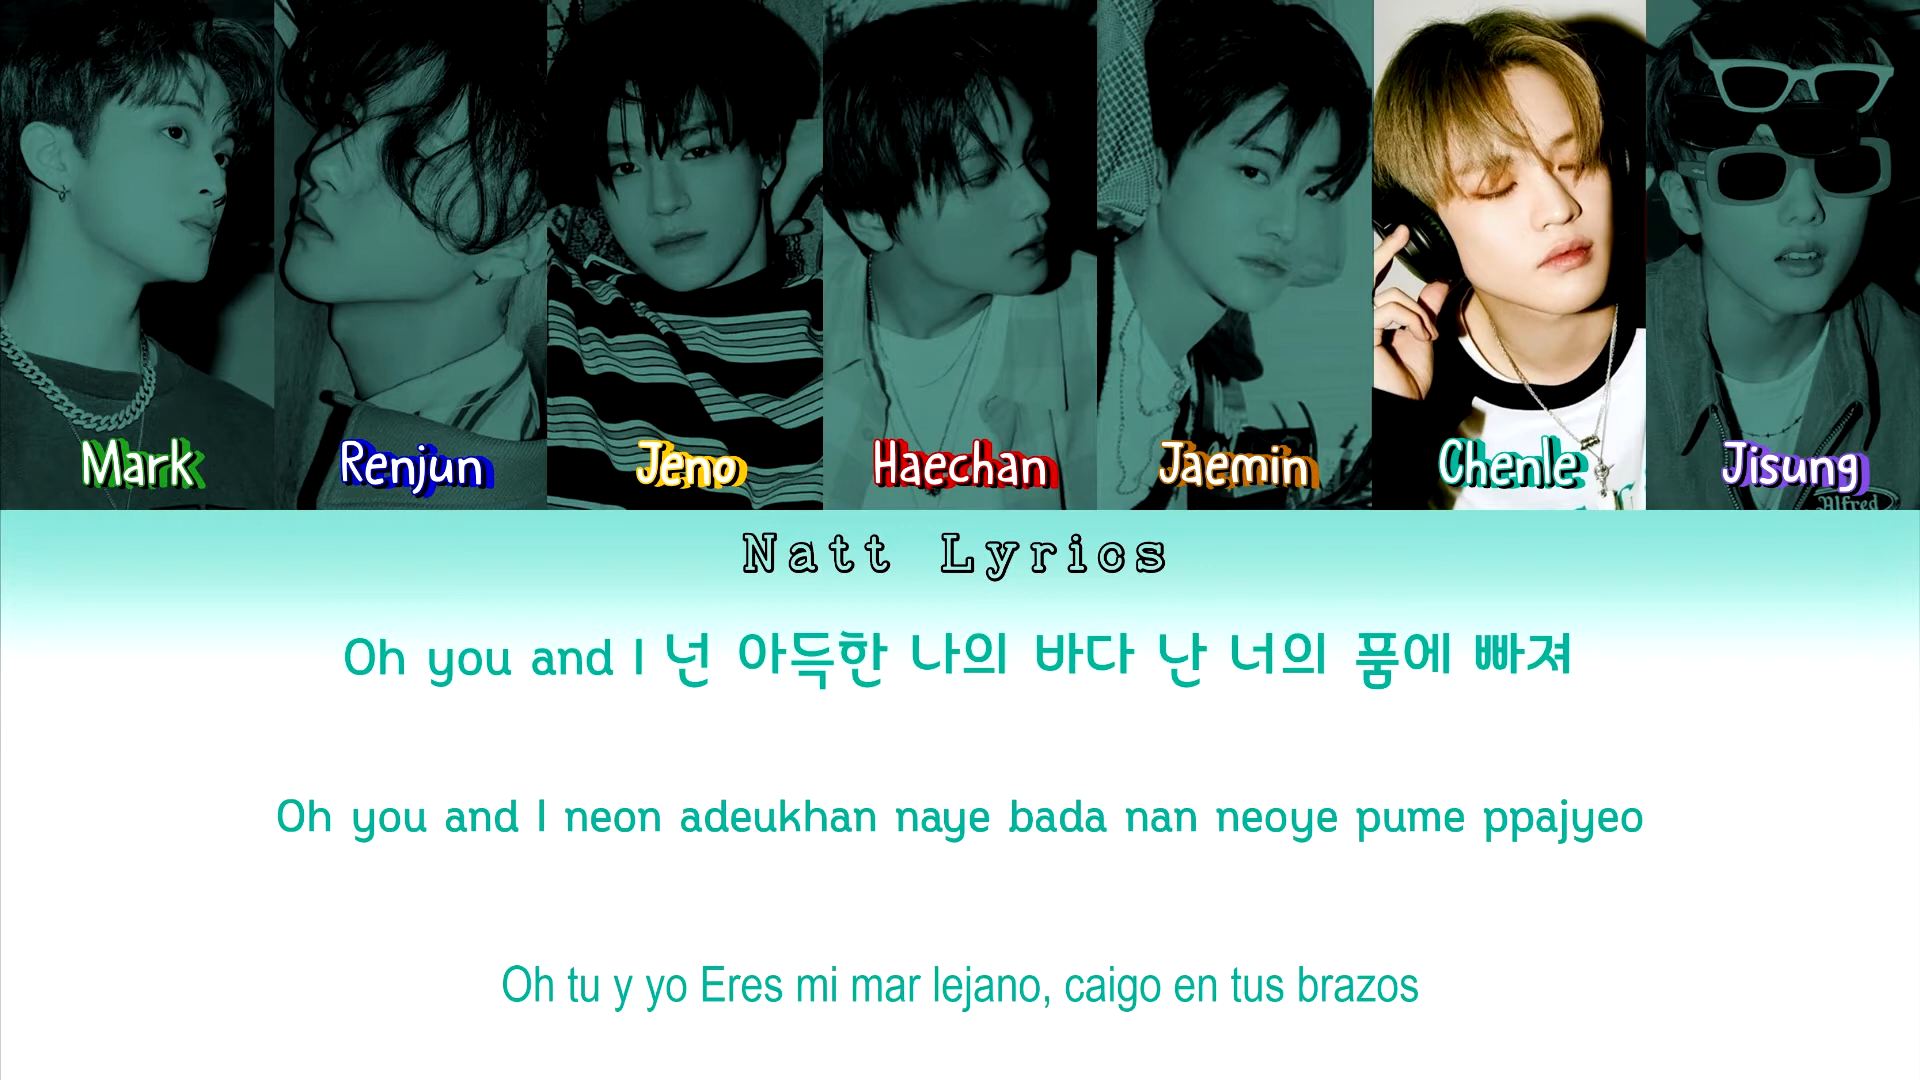 Mark Renjun Jeno Haechan Jaemin Chenle Jisung
Alfred
Natt Lyrics
Oh you and I 넌 아득한 나의 바다 난 너의 품에 빠져
Oh you and I neon adeukhan naye bada nan neoye pume ppajyeo
Oh tu y yo Eres mi mar lejano, caigo en tus brazos